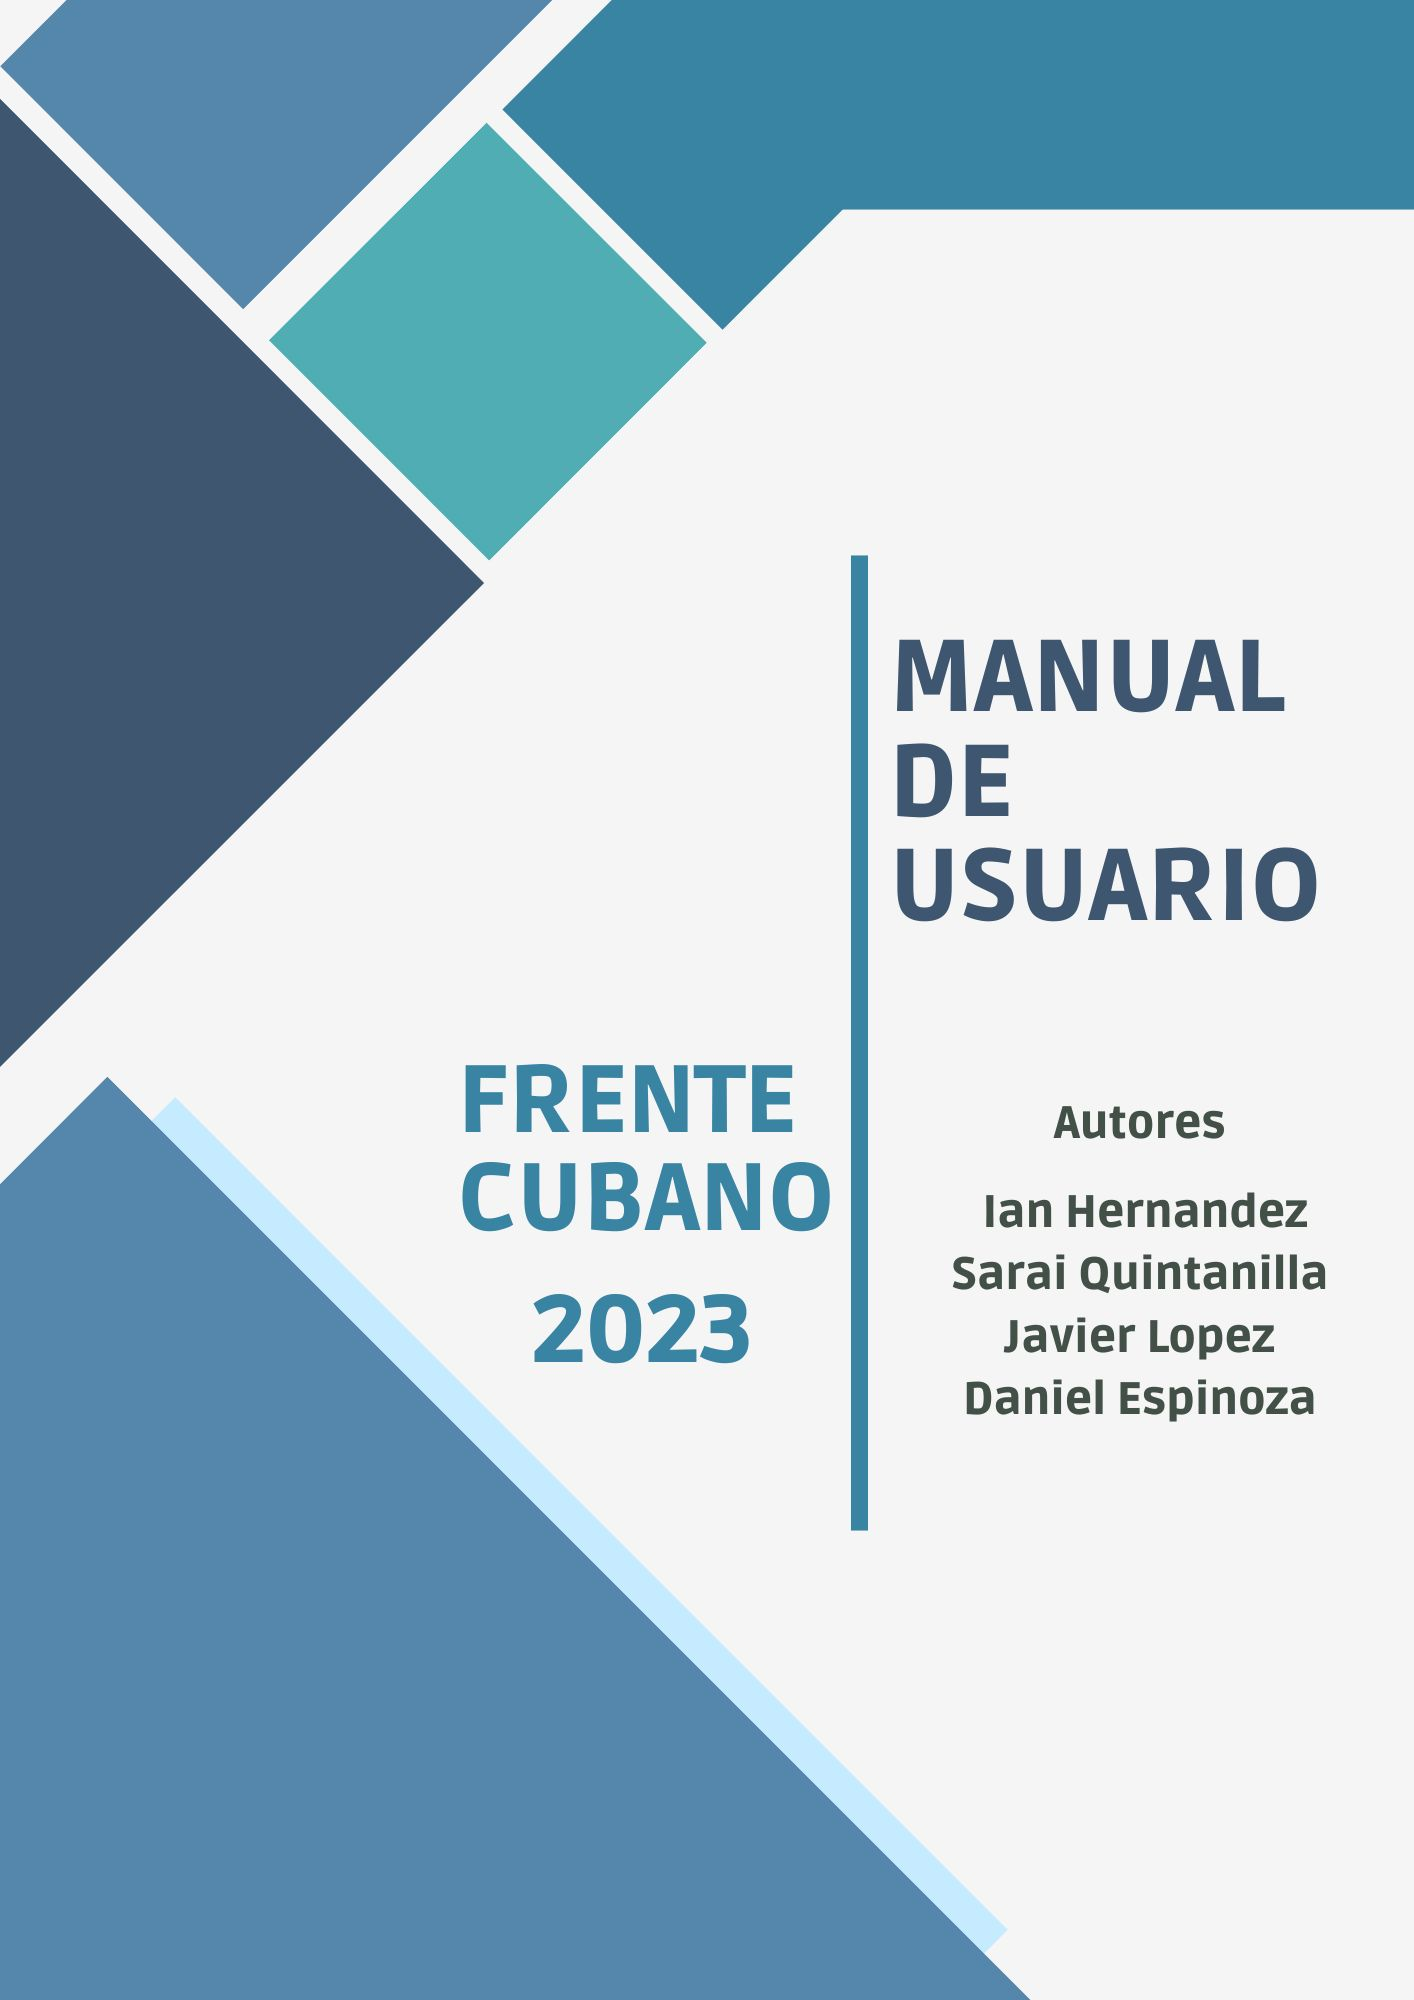 MANUAL
DE
USUARIO
FRENTE
CUBANO
2023
Autores
Ian Hernandez
Sarai Quintanilla
Javier Lopez
Daniel Espinoza